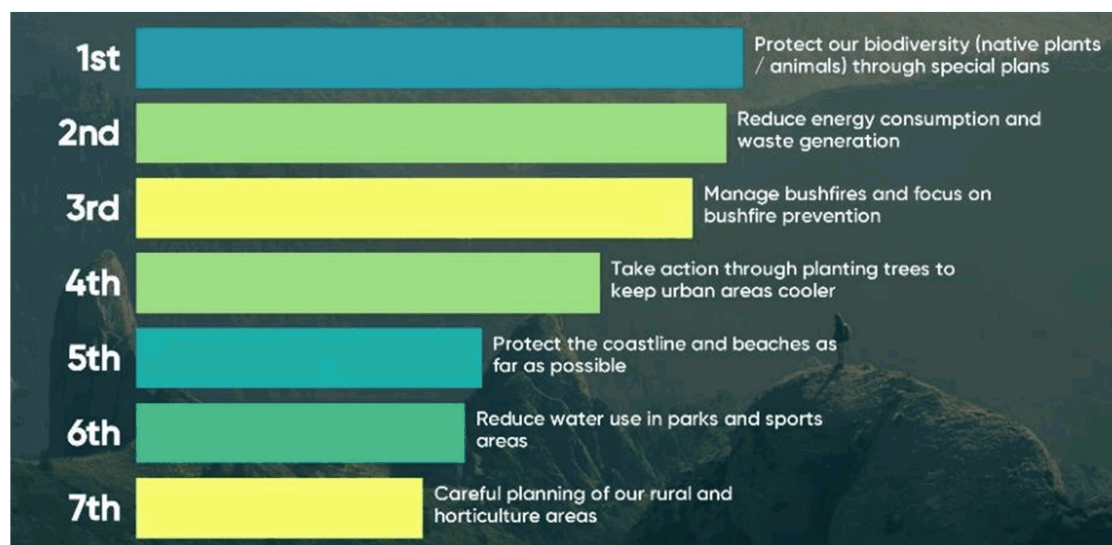 1st
Protect our biodiversity (native plants
/ animals) through special plans
2nd
Reduce energy consumption and
waste generation
3rd
Manage bushfires and focus on
bushfire prevention
4th
Take action through planting trees to
keep urban areas cooler
5th
Protect the coastline and beaches as
far as possible
6th
Reduce water use in parks and sports
areas
7th
Careful planning of our rural and
horticulture areas